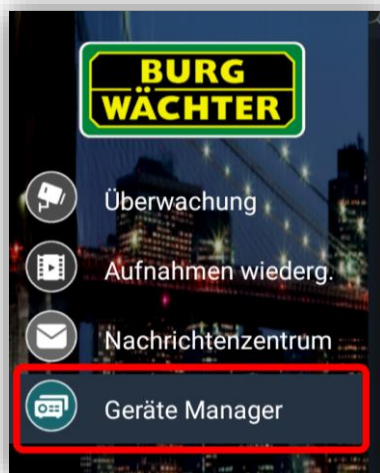 BURG
WÄCHTER
Überwachung
Aufnahmen wiederg.
Nachrichtenzentrum
Geräte Manager